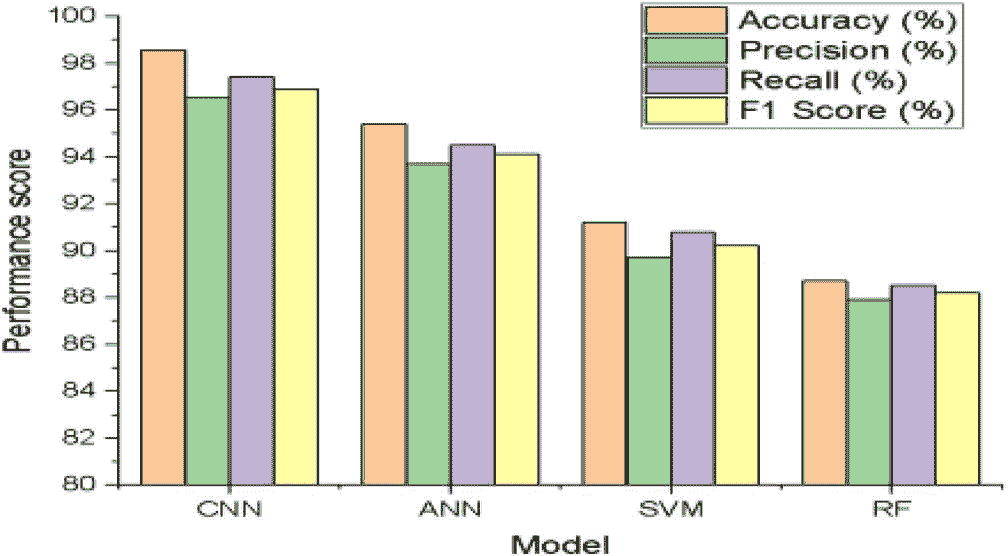 100
98
96
94
92
90
88
86
84
82
80
Performance score
Accuracy (%)
Precision (%)
Recall (%)
F1 Score (%)
CNN
ANN
SVM
RF
Model